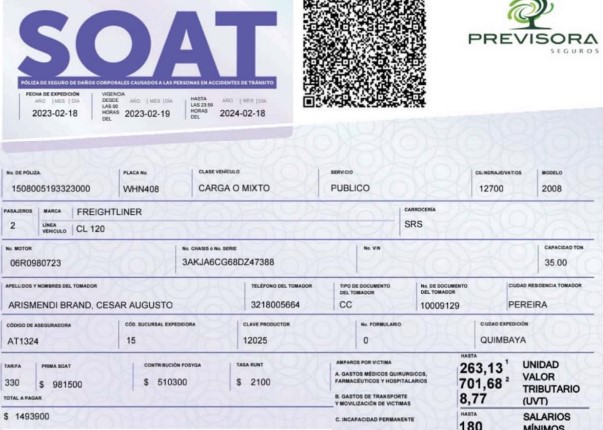 SOAT
PREVISORA
SEGUROS
PÓLIZA DE SEGURO DE DAÑOS CORPORALES CAUSADOS A LAS PERSONAS EN ACCIDENTES DE TRÁNSITO
FECHA DE EXPEDICIÓN
AÑO MES DÍA
2023-02-18
VIGENCIA DESDE LAS 00 HORAS DEL
AÑO MES DÍA
2023-02-19
HASTA LAS 23:59 HORAS DEL
AÑO MES DÍA
2024-02-18
No. DE PÓLIZA PLACA No. CLASE VEHÍCULO SERVICIO CILINDRAJE/VATIOS MODELO
1508005193323000 WHN408 CARGA O MIXTO PUBLICO 12700 2008
PASAJEROS MARCA FREIGHTLINER CARROCERÍA
2 LÍNEA VEHÍCULO CL 120 SRS
No. MOTOR No. CHASIS ó No. SERIE No. VIN CAPACIDAD TON
06R0980723 3AKJA6CG68DZ47388 35.00
APELLIDOS Y NOMBRES DEL TOMADOR TELÉFONO DEL TOMADOR TIPO DE DOCUMENTO DEL TOMADOR No. DE DOCUMENTO DEL TOMADOR CIUDAD RESIDENCIA TOMADOR
ARISMENDI BRAND, CESAR AUGUSTO 3218005664 CC 10009129 PEREIRA
CÓDIGO DE ASEGURADORA CÓD. SUCURSAL EXPEDIDORA CLAVE PRODUCTOR No. FORMULARIO CIUDAD EXPEDICIÓN
AT1324 15 12025 0 QUIMBAYA
TARIFA PRIMA SOAT CONTRIBUCIÓN FOSYGA TASA RUNT
330 $ 981500 $ 510300 $ 2100
TOTAL A PAGAR
$ 1493900
AMPAROS POR VICTIMA
A. GASTOS MÉDICOS QUIRURGICOS, FARMACÉUTICOS Y HOSPITALARIOS
B. GASTOS DE TRANSPORTE Y MOVILIZACIÓN DE VICTIMAS
C. INCAPACIDAD PERMANENTE
HASTA
263,13 1
701,68 2
8,77
UNIDAD
VALOR
TRIBUTARIO
(UVT)
HASTA
180
SALARIOS
MÍNIMOS